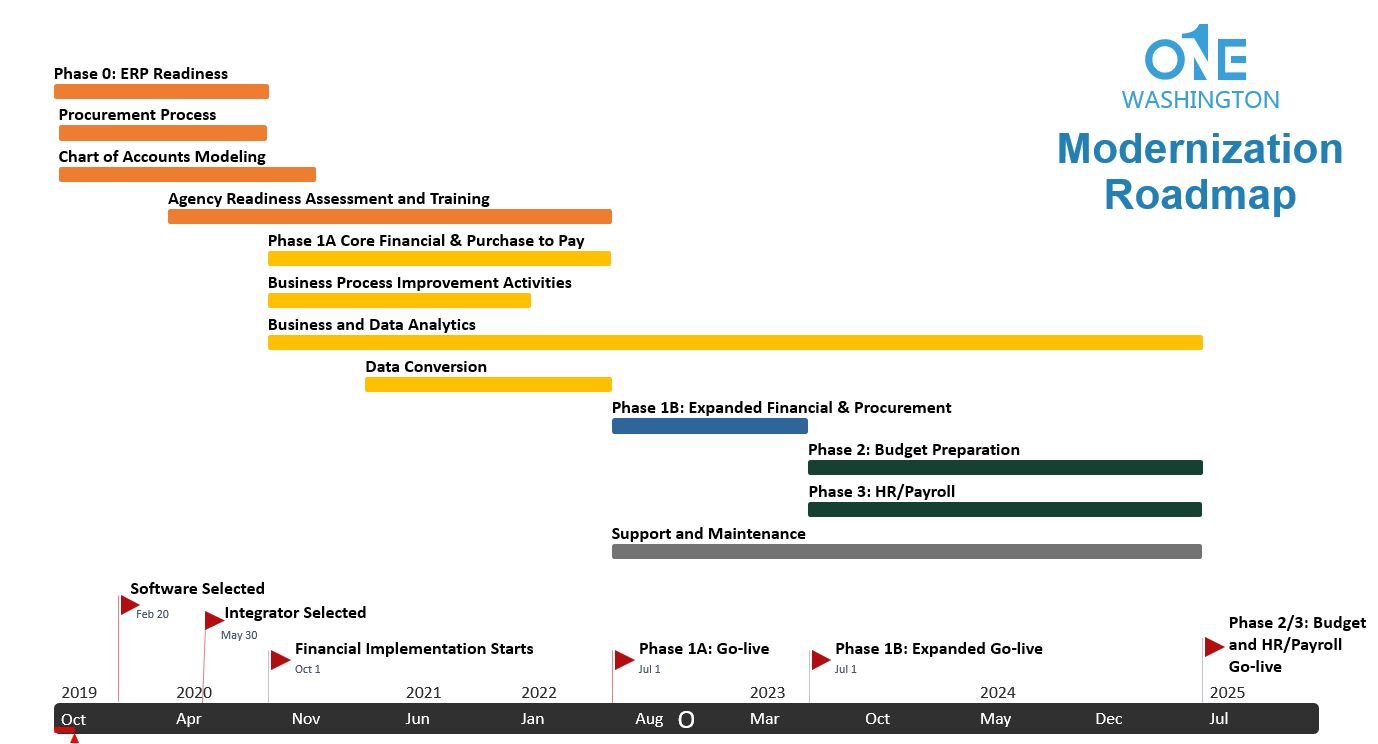 ONE
WASHINGTON
Modernization
Roadmap
Phase 0: ERP Readiness
Procurement Process
Chart of Accounts Modeling
Agency Readiness Assessment and Training
Phase 1A Core Financial & Purchase to Pay
Business Process Improvement Activities
Business and Data Analytics
Data Conversion
Phase 1B: Expanded Financial & Procurement
Phase 2: Budget Preparation
Phase 3: HR/Payroll
Support and Maintenance
Software Selected
Feb 20
Integrator Selected
May 30
Financial Implementation Starts
Oct 1
Phase 1A: Go-live
Jul 1
Phase 1B: Expanded Go-live
Jul 1
Phase 2/3: Budget
and HR/Payroll
Go-live
2019 2020 2021 2022 2023 2024 2025
Oct Apr Nov Jun Jan Aug O Mar Oct May Dec Jul